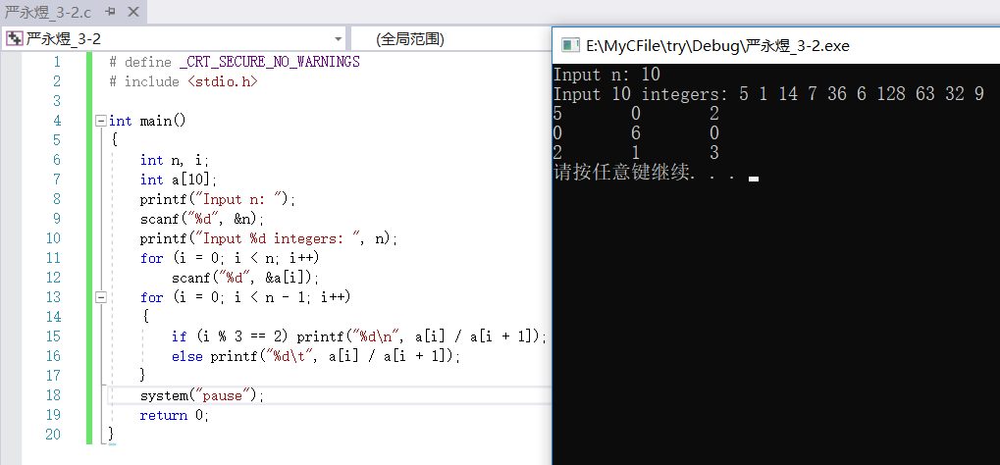 严永煜_3-2.c
严永煜_3-2
(全局范围)
1 # define _CRT_SECURE_NO_WARNINGS
2 # include <stdio.h>
3
4 int main()
5 {
6 int n, i;
7 int a[10];
8 printf("Input n: ");
9 scanf("%d", &n);
10 printf("Input %d integers: ", n);
11 for (i = 0; i < n; i++)
12 scanf("%d", &a[i]);
13 for (i = 0; i < n - 1; i++)
14 {
15 if (i % 3 == 2) printf("%d\n", a[i] / a[i + 1]);
16 else printf("%d\t", a[i] / a[i + 1]);
17 }
18 system("pause");
19 return 0;
20 }
E:\MyCFile\try\Debug\严永煜_3-2.exe
Input n: 10
Input 10 integers: 5 1 14 7 36 6 128 63 32 9
5 0 2
0 6 0
2 1 3
请按任意键继续. . .